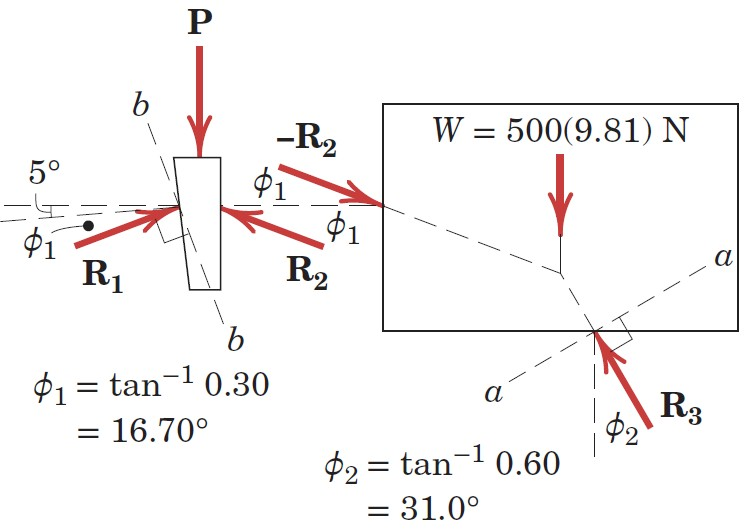 P
b
–R₂
W = 500(9.81) N
5°
ϕ₁
ϕ₁
ϕ₁
a
R₁
R₂
b
a
R₃
ϕ₂
ϕ₁ = tan⁻¹ 0.30
= 16.70°
ϕ₂ = tan⁻¹ 0.60
= 31.0°